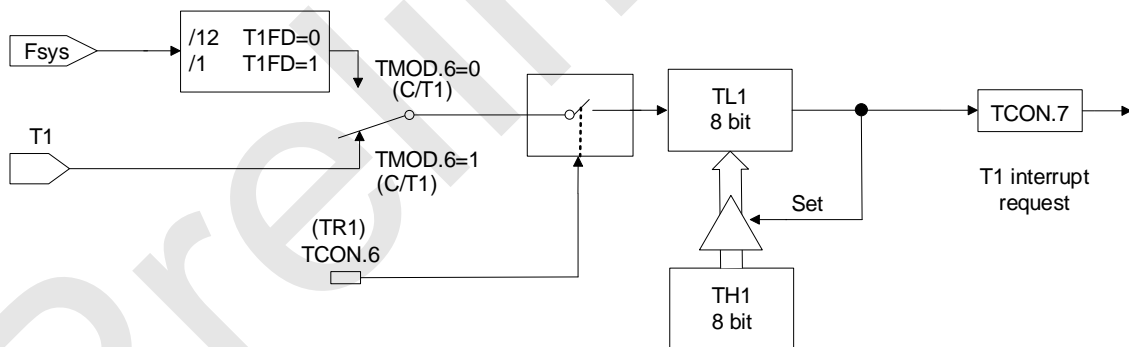 Fsys
/12 T1FD=0
/1 T1FD=1
TMOD.6=0
(C/T1)
T1
TMOD.6=1
(C/T1)
(TR1)
TCON.6
TL1
8 bit
TCON.7
T1 interrupt
request
Set
TH1
8 bit